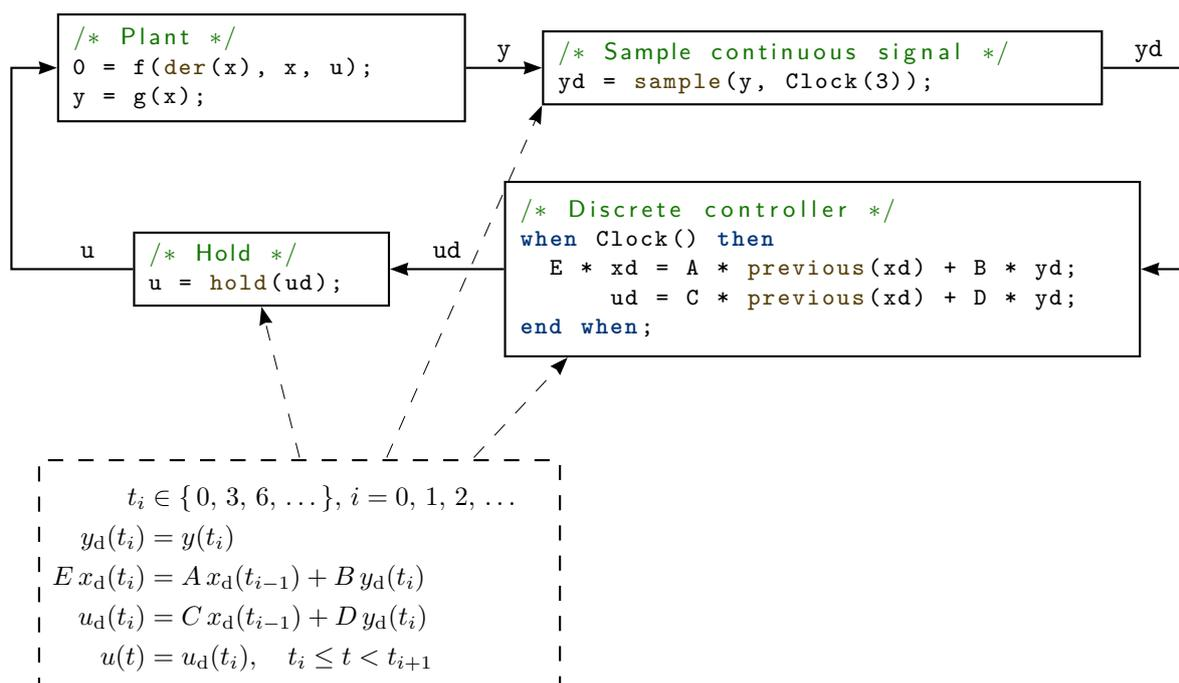 /* Plant */
0 = f(der(x), x, u);
y = g(x);
y
/* Sample continuous signal */
yd = sample(y, Clock(3));
yd
/* Discrete controller */
when Clock() then
  E * xd = A * previous(xd) + B * yd;
      ud = C * previous(xd) + D * yd;
end when;
ud
/* Hold */
u = hold(ud);
u
t_i ∈ { 0, 3, 6, … }, i = 0, 1, 2, …
y_d(t_i) = y(t_i)
E x_d(t_i) = A x_d(t_{i−1}) + B y_d(t_i)
u_d(t_i) = C x_d(t_{i−1}) + D y_d(t_i)
u(t) = u_d(t_i), t_i ≤ t < t_{i+1}